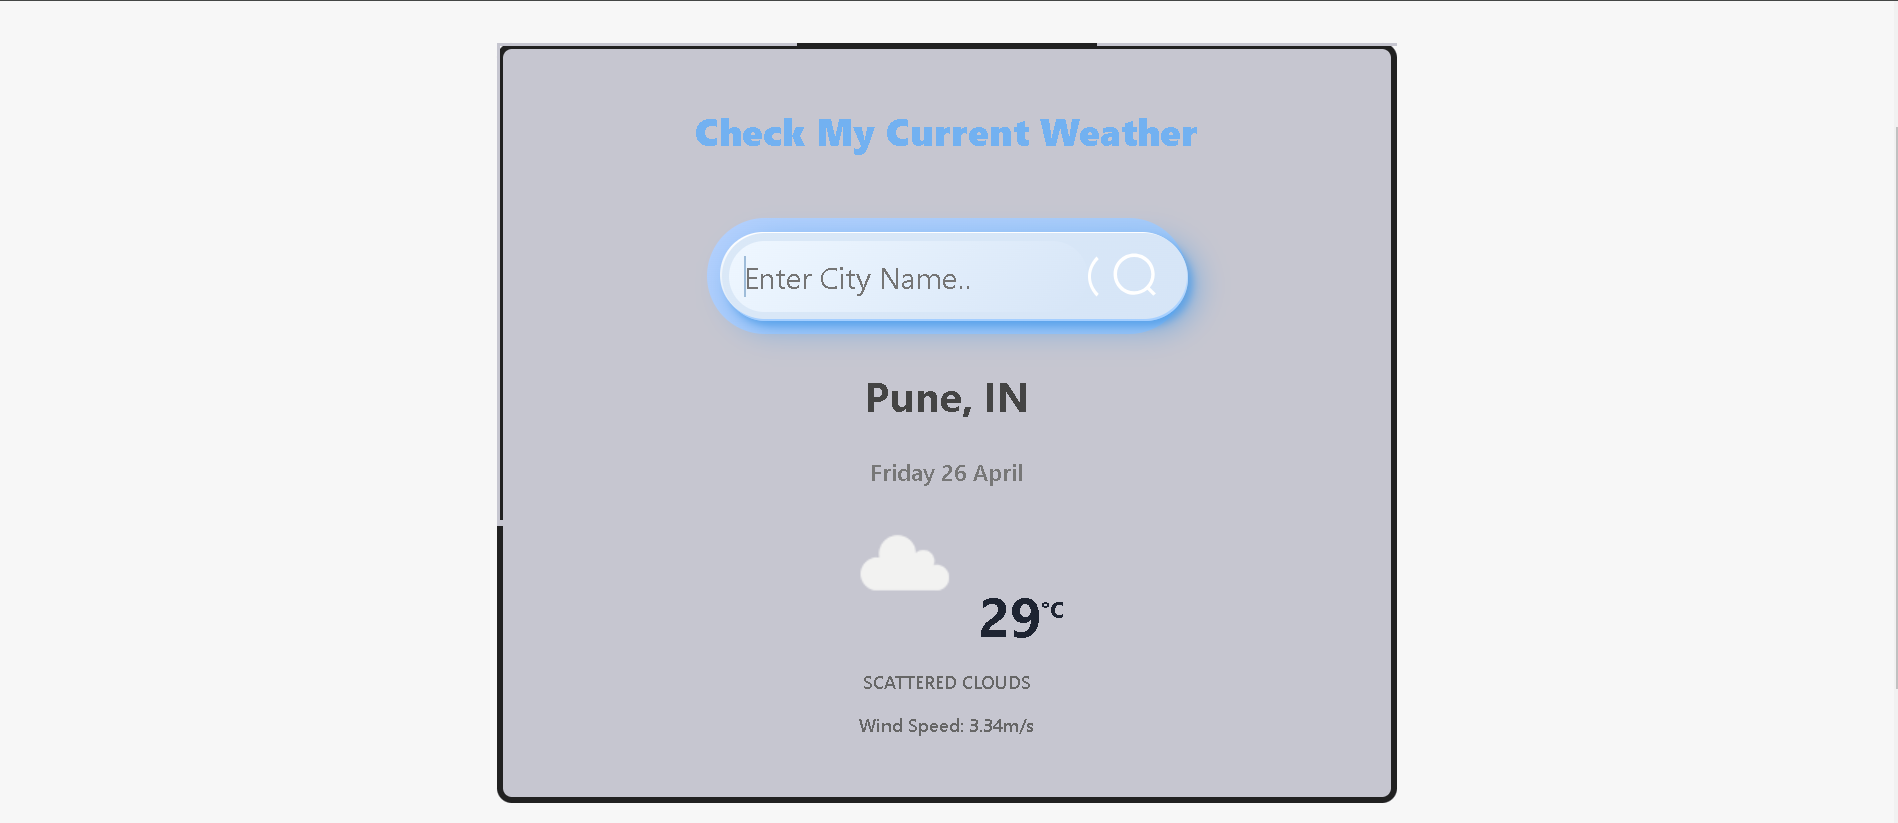 Check My Current Weather
Enter City Name..
Pune, IN
Friday 26 April
29°C
SCATTERED CLOUDS
Wind Speed: 3.34m/s